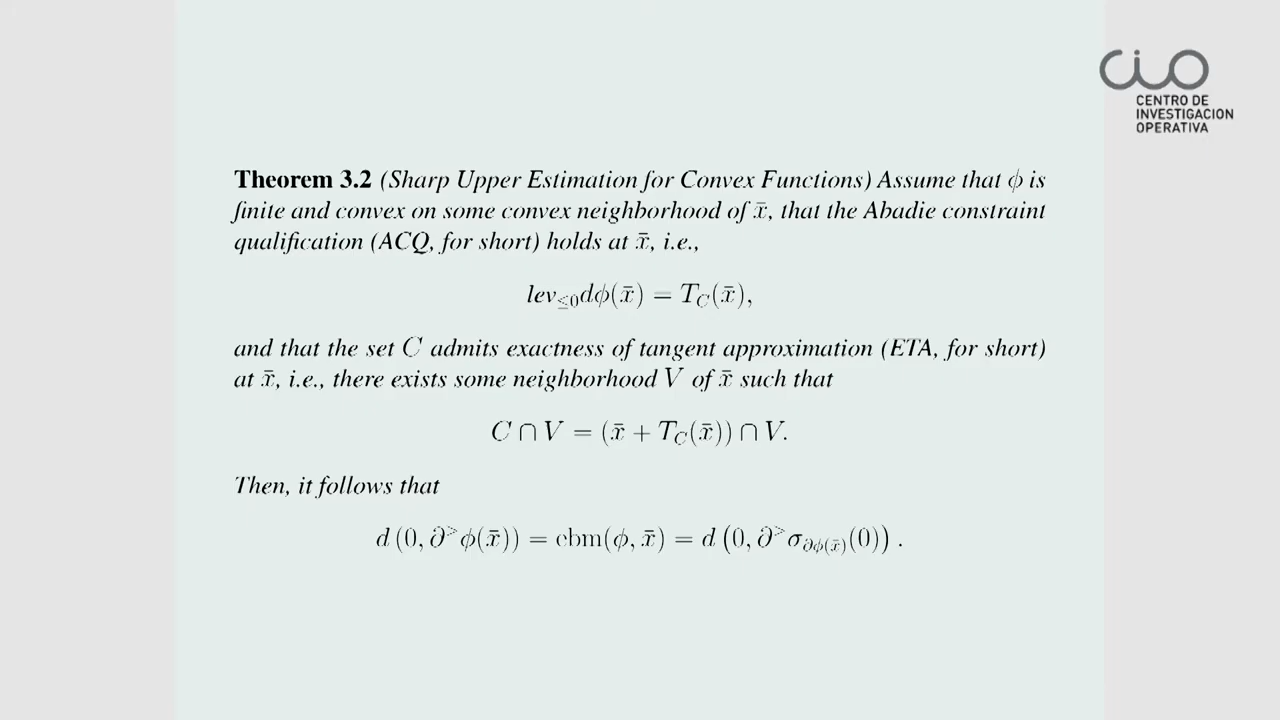 CIO
CENTRO DE
INVESTIGACION
OPERATIVA
Theorem 3.2 (Sharp Upper Estimation for Convex Functions) Assume that ϕ is
finite and convex on some convex neighborhood of x̄, that the Abadie constraint
qualification (ACQ, for short) holds at x̄, i.e.,
lev≤0dϕ(x̄) = T_C(x̄),
and that the set C admits exactness of tangent approximation (ETA, for short)
at x̄, i.e., there exists some neighborhood V of x̄ such that
C ∩ V = (x̄ + T_C(x̄)) ∩ V.
Then, it follows that
d (0, ∂^>ϕ(x̄)) = ebm(ϕ, x̄) = d (0, ∂^>σ_{∂ϕ(x̄)}(0)) .